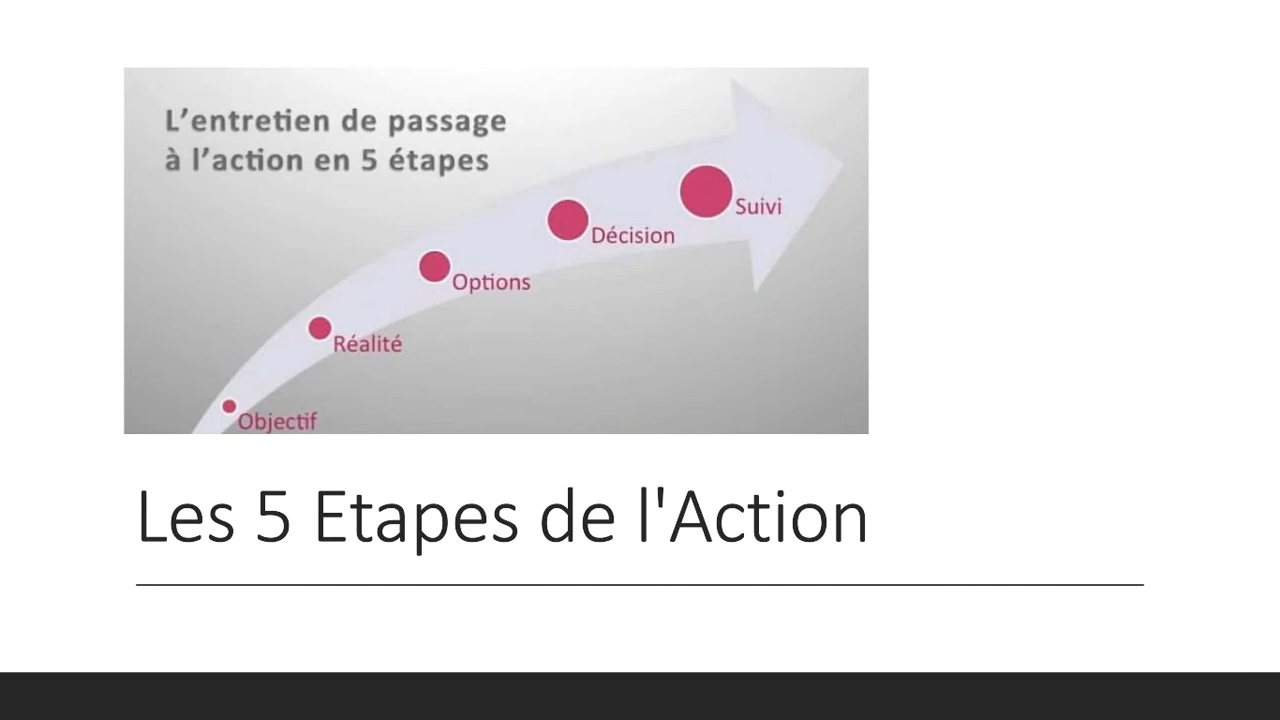 L’entretien de passage
à l’action en 5 étapes
Suivi
Décision
Options
Réalité
Objectif
Les 5 Etapes de l'Action